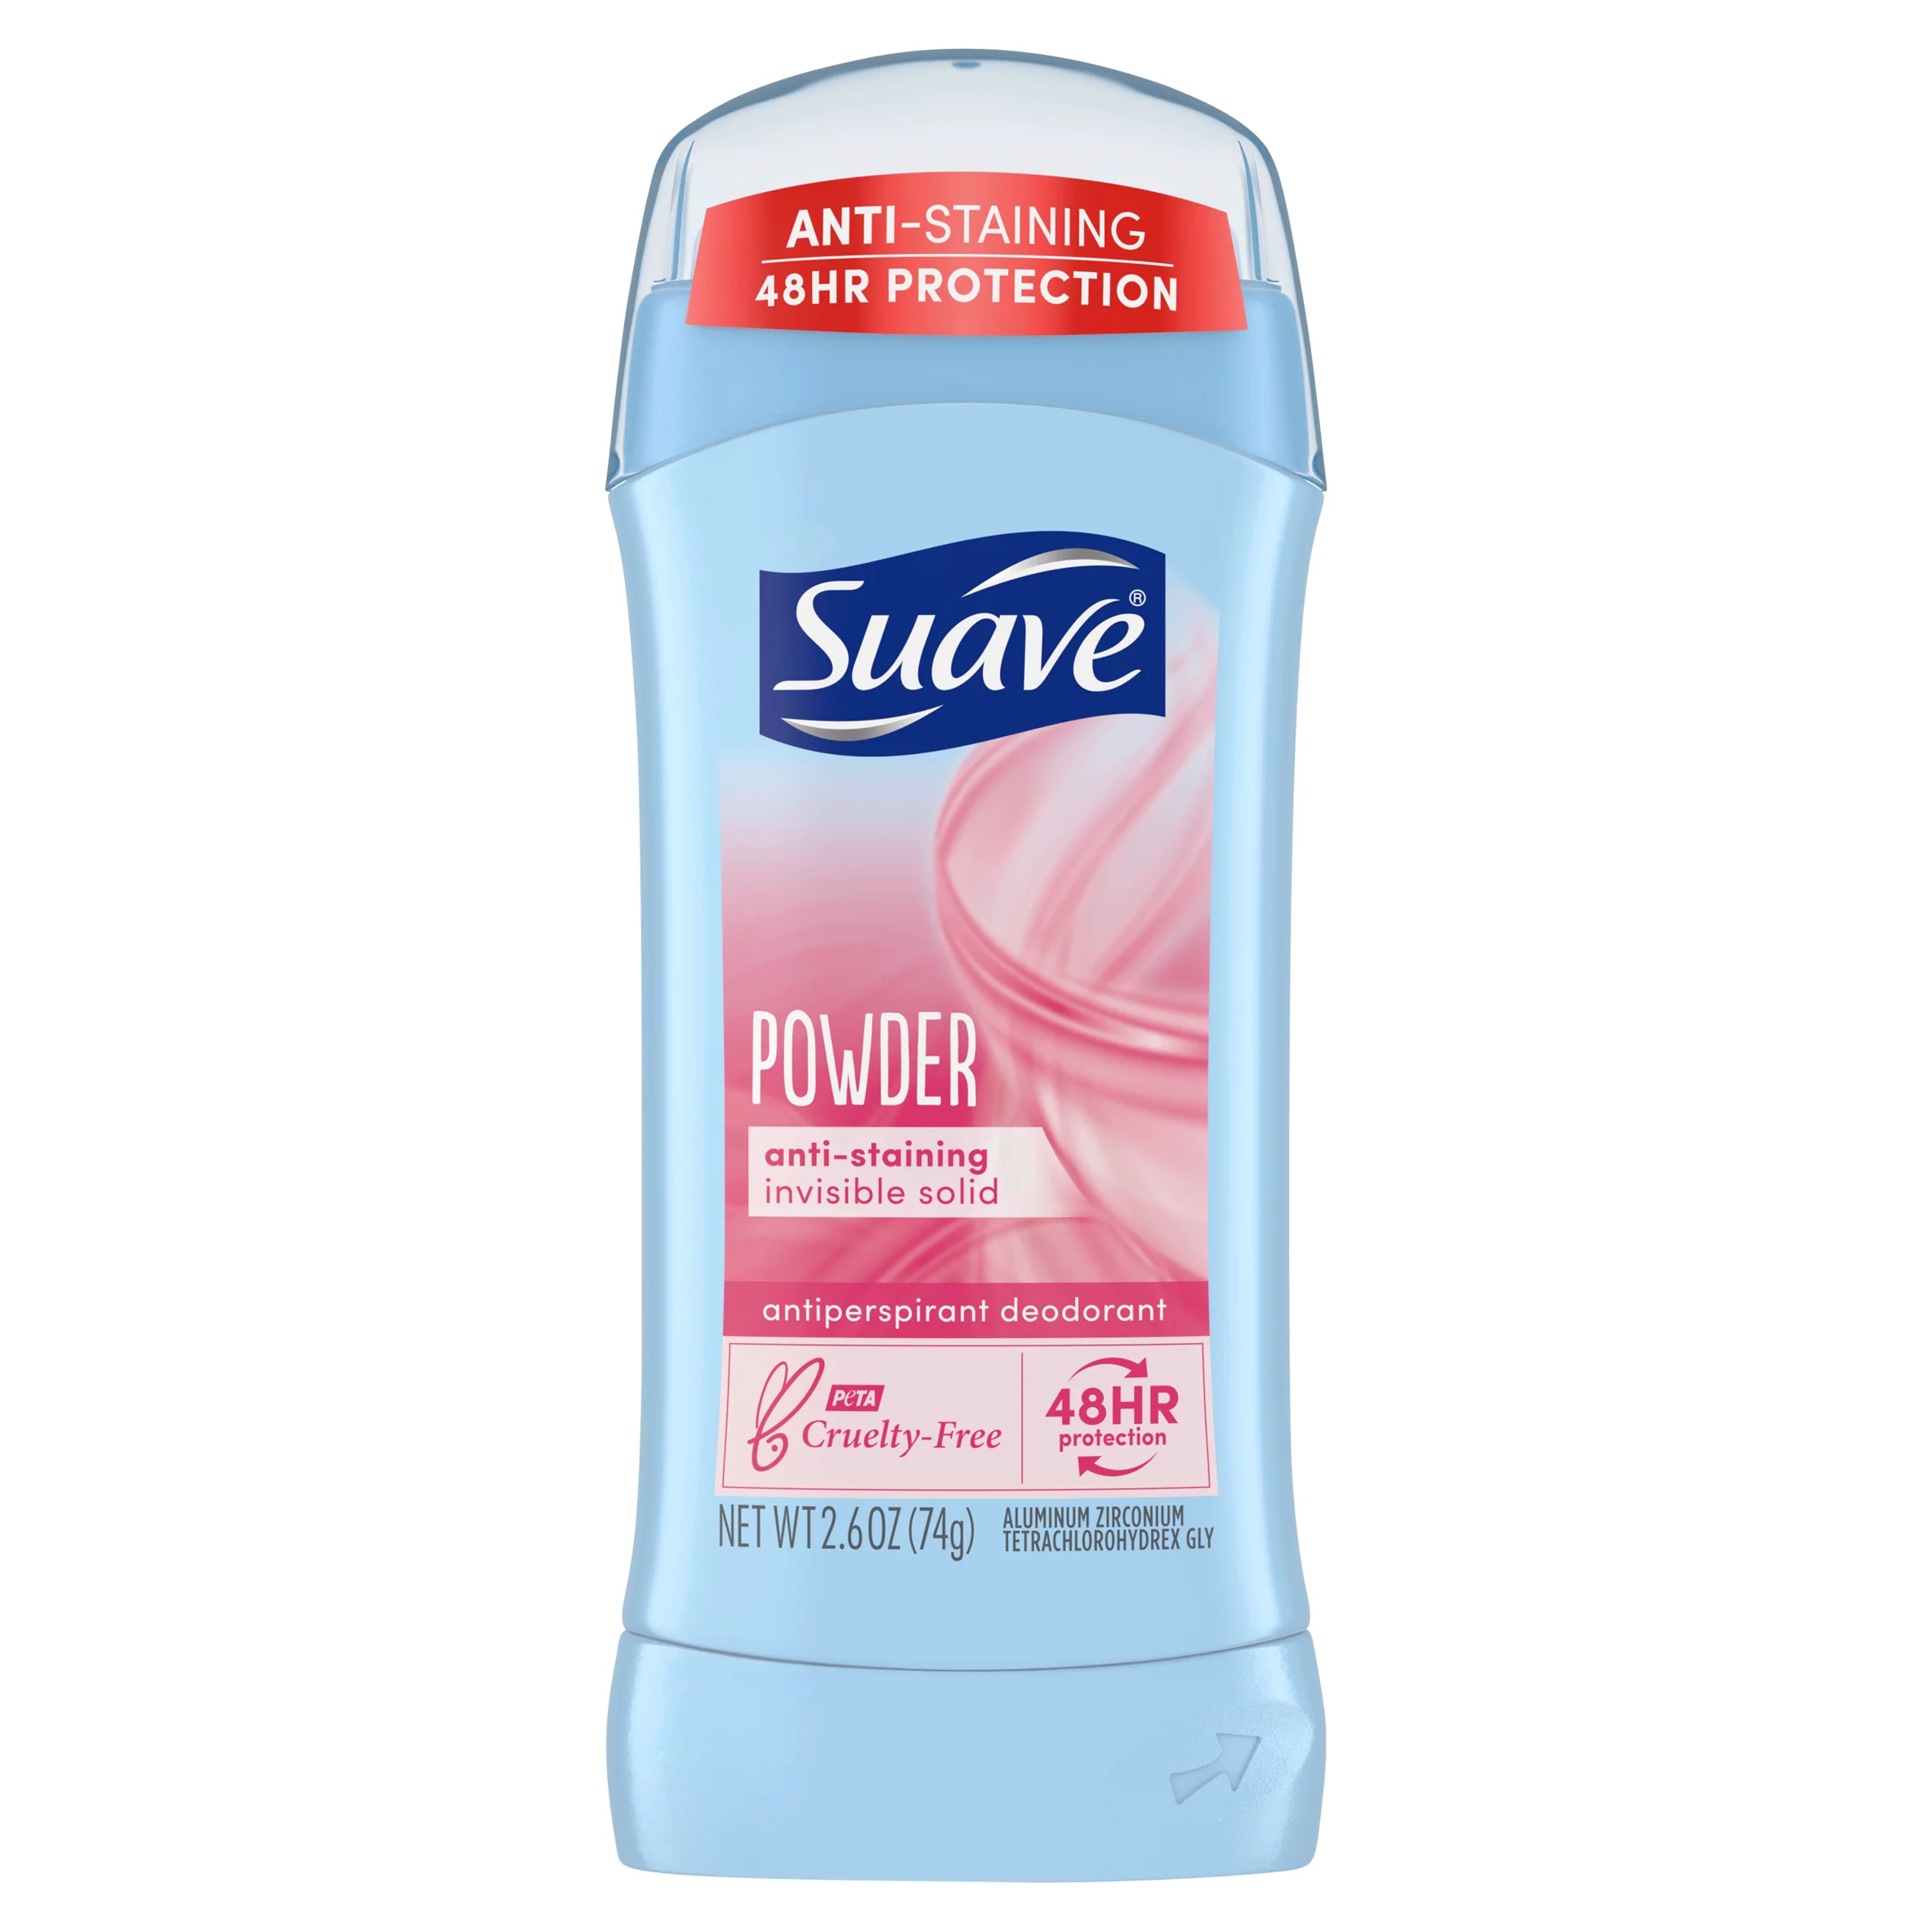 ANTI-STAINING
48HR PROTECTION
Suave®
POWDER
anti-staining
invisible solid
antiperspirant deodorant
PETA
Cruelty-Free
48HR
protection
NET WT 2.6 OZ (74g)
ALUMINUM ZIRCONIUM
TETRACHLOROHYDREX GLY